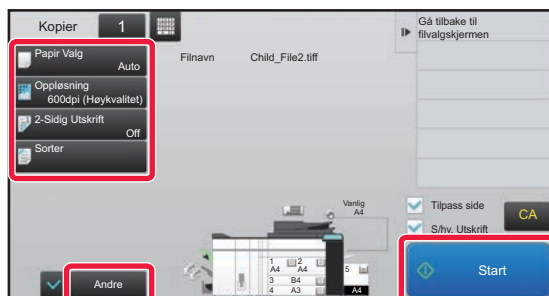 Kopier 1
Papir Valg
Auto
Oppløsning
600dpi (Høykvalitet)
2-Sidig Utskrift
Off
Sorter
Andre
Filnavn Child_File2.tiff
Vanlig
A4
1 2
A4 A4
3 B4
4 A3
5
A4
Gå tilbake til
filvalgskjermen
Tilpass side
S/hv. Utskrift
CA
Start